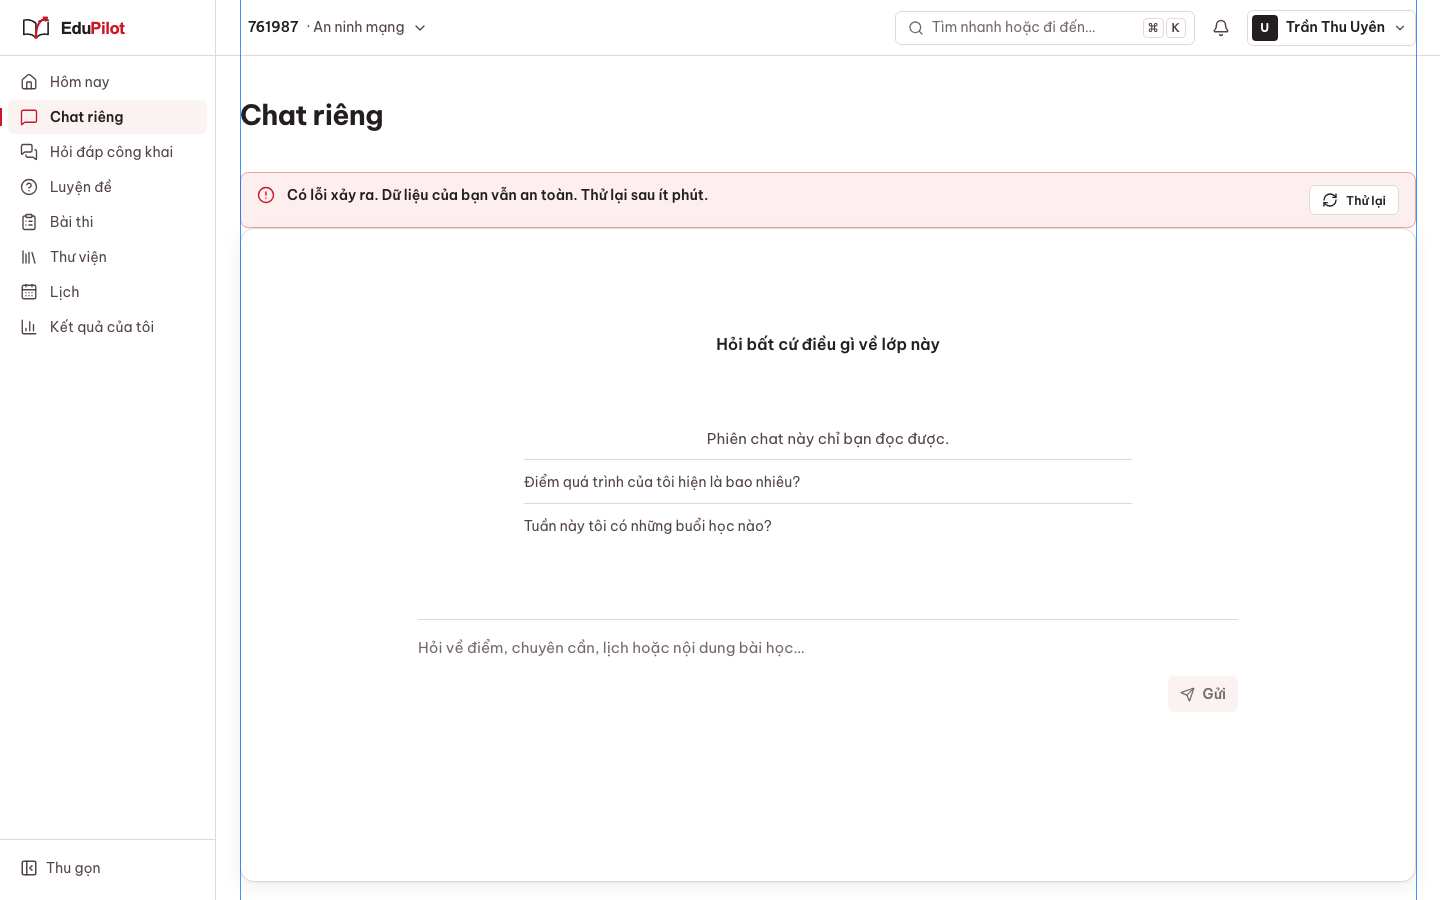 EduPilot
761987 · An ninh mạng
Tìm nhanh hoặc đi đến...
⌘ K
U Trần Thu Uyên
Hôm nay
Chat riêng
Hỏi đáp công khai
Luyện đề
Bài thi
Thư viện
Lịch
Kết quả của tôi
Thu gọn
Chat riêng
Có lỗi xảy ra. Dữ liệu của bạn vẫn an toàn. Thử lại sau ít phút.
Thử lại
Hỏi bất cứ điều gì về lớp này
Phiên chat này chỉ bạn đọc được.
Điểm quá trình của tôi hiện là bao nhiêu?
Tuần này tôi có những buổi học nào?
Hỏi về điểm, chuyên cần, lịch hoặc nội dung bài học...
Gửi